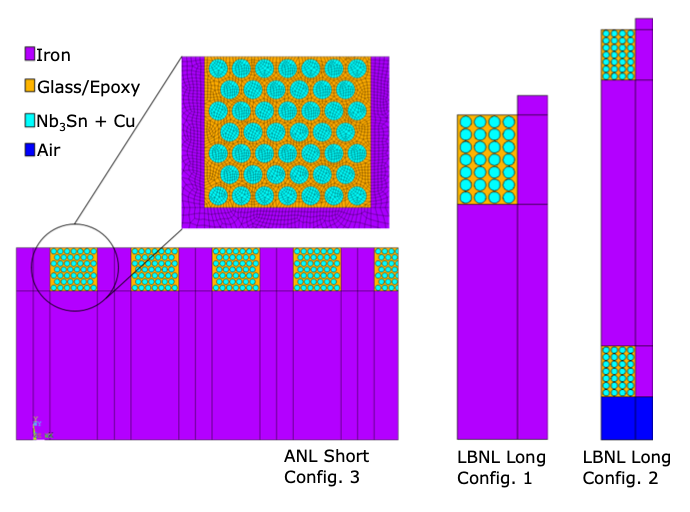 Iron
Glass/Epoxy
Nb₃Sn + Cu
Air
ANL Short
Config. 3
LBNL Long
Config. 1
LBNL Long
Config. 2